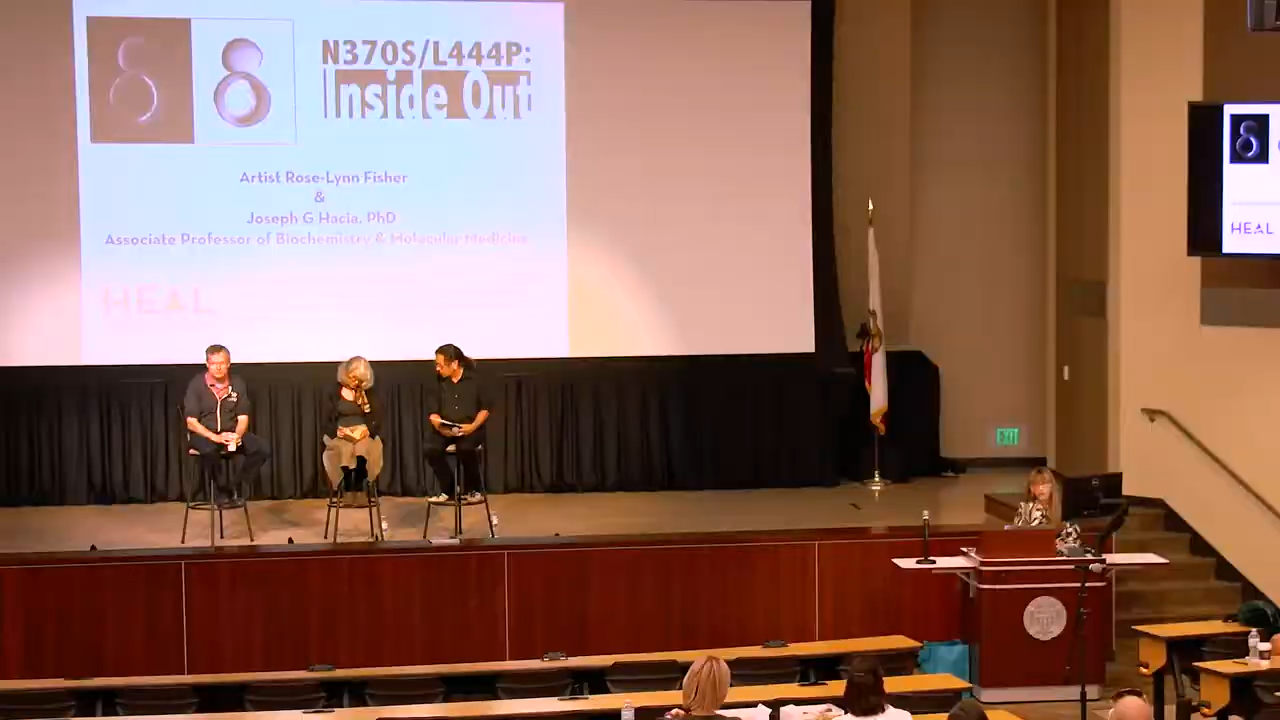 N370S/L444P:
Inside Out
Artist Rose-Lynn Fisher
&
Joseph G Hacia, PhD
Associate Professor of Biochemistry & Molecular Medicine
HEAL
HEAL
EXIT